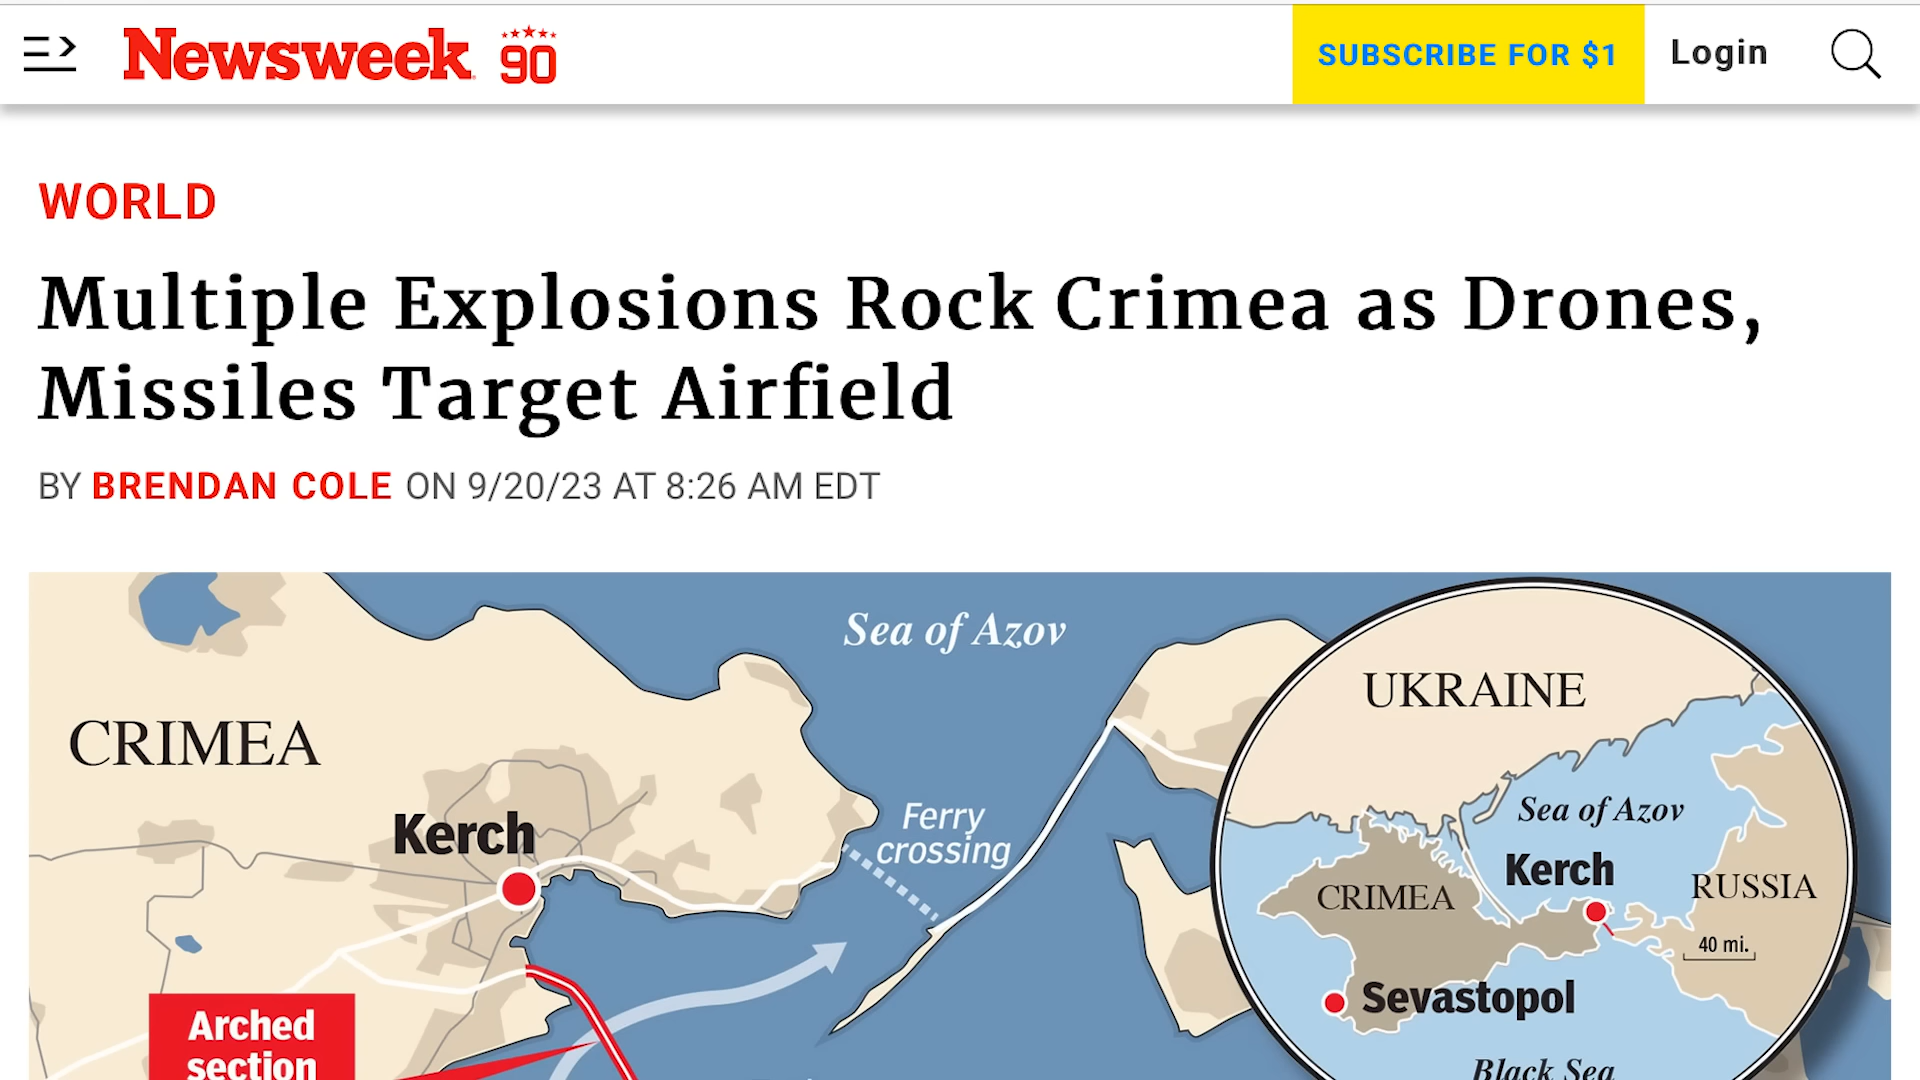 Newsweek 90
SUBSCRIBE FOR $1
Login
WORLD
Multiple Explosions Rock Crimea as Drones,
Missiles Target Airfield
BY BRENDAN COLE ON 9/20/23 AT 8:26 AM EDT
Sea of Azov
CRIMEA
Kerch
Ferry
crossing
Arched
section
UKRAINE
Sea of Azov
Kerch
CRIMEA
RUSSIA
40 mi.
Sevastopol
Black Sea